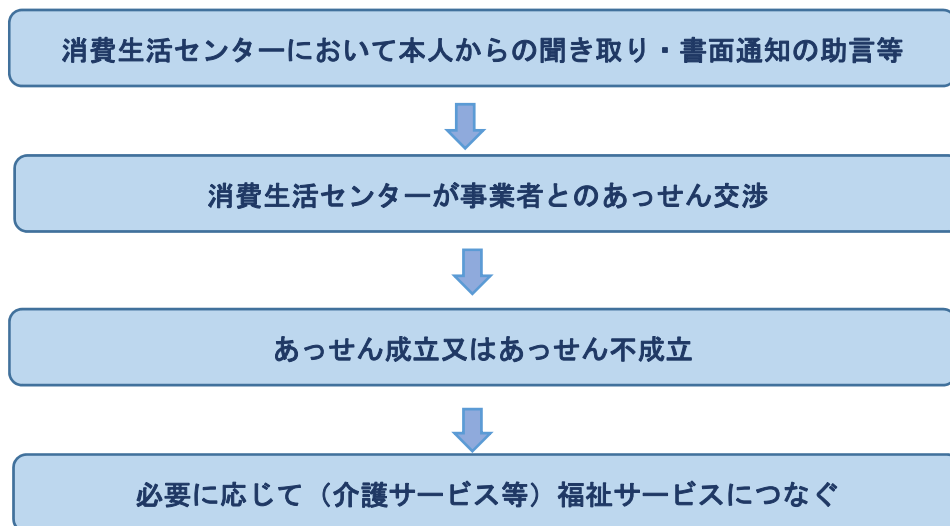 消費生活センターにおいて本人からの聞き取り・書面通知の助言等
消費生活センターが事業者とのあっせん交渉
あっせん成立又はあっせん不成立
必要に応じて（介護サービス等）福祉サービスにつなぐ